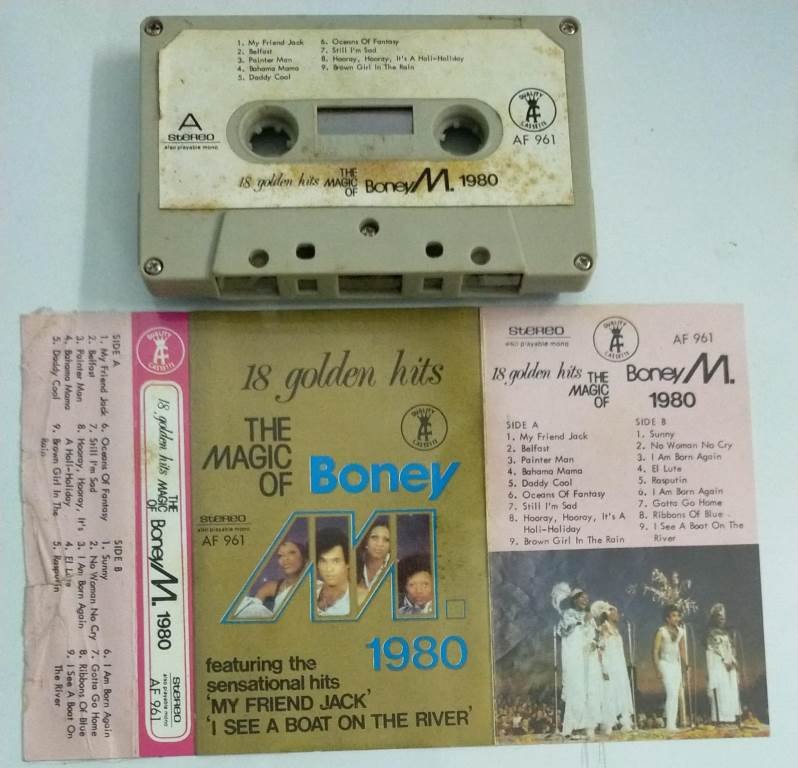 1. My Friend Jack
2. Belfast
3. Painter Man
4. Bahama Mama
5. Daddy Cool
6. Oceans Of Fantasy
7. Still I'm Sad
8. Hooray, Hooray, It's A Holi-Holiday
9. Brown Girl In The Rain
A
STEREO
also playable mono
QUALITY
AF
CASSETTE
AF 961
18 golden hits THE MAGIC OF Boney M. 1980
SIDE A
1. My Friend Jack
2. Belfast
3. Painter Man
4. Bahama Mama
5. Daddy Cool
6. Oceans Of Fantasy
7. Still I'm Sad
8. Hooray, Hooray, It's
A Holi-Holiday
9. Brown Girl In The
Rain
SIDE B
1. Sunny
2. No Woman No Cry
3. I Am Born Again
4. El Lute
5. Rasputin
6. I Am Born Again
7. Gotta Go Home
8. Ribbons Of-Blue
9. I See A Boat On
The River
QUALITY
AF
CASSETTE
18 golden hits THE MAGIC OF Boney M. 1980
STEREO
also playable mono
AF 961
18 golden hits
QUALITY
AF
CASSETTE
THE
MAGIC
OF Boney
M.
STEREO
also playable mono
AF 961
1980
featuring the
sensational hits
'MY FRIEND JACK'
'I SEE A BOAT ON THE RIVER'
STEREO
also playable mono
QUALITY
AF
CASSETTE
AF 961
18 golden hits THE MAGIC OF Boney M.
1980
SIDE A
1. My Friend Jack
2. Belfast
3. Painter Man
4. Bahama Mama
5. Daddy Cool
6. Oceans Of Fantasy
7. Still I'm Sad
8. Hooray, Hooray, It's A
Holi-Holiday
9. Brown Girl In The Rain
SIDE B
1. Sunny
2. No Woman No Cry
3. I Am Born Again
4. El Lute
5. Rasputin
6. I Am Born Again
7. Gotta Go Home
8. Ribbons Of Blue
9. I See A Boat On The
River